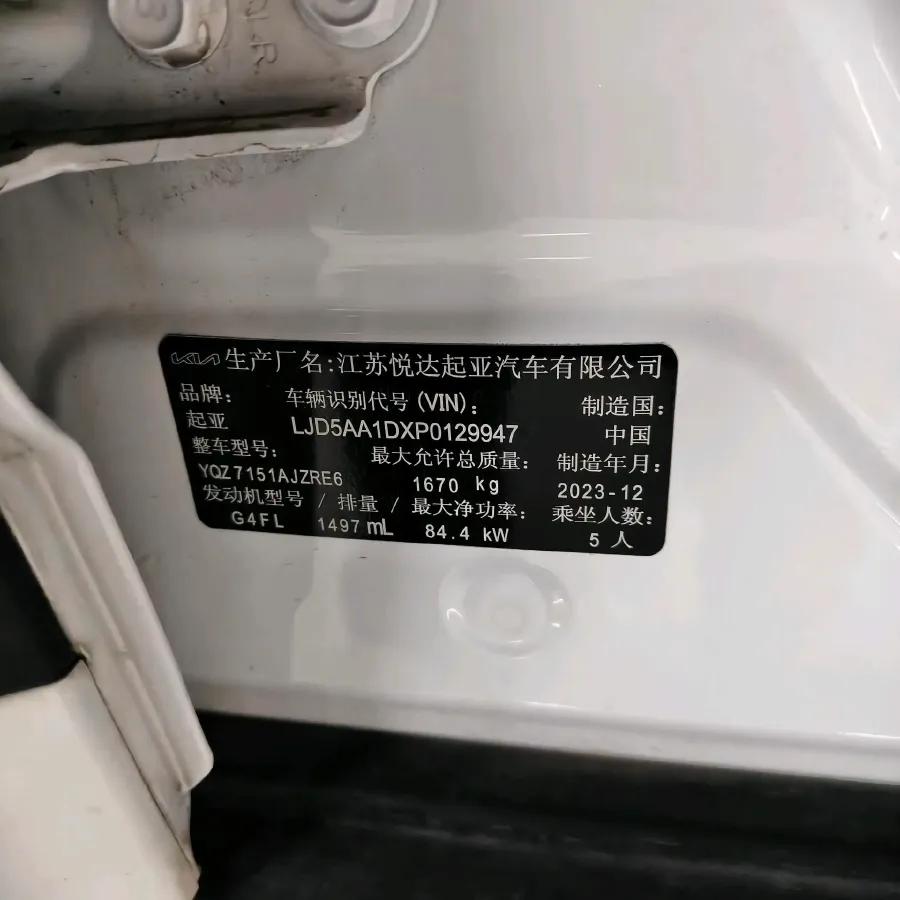 KIA 生产厂名:江苏悦达起亚汽车有限公司
品牌: 车辆识别代号(VIN): 制造国:
起亚 LJD5AA1DXP0129947 中国
整车型号: 最大允许总质量: 制造年月:
YQZ7151AJZRE6 1670 kg 2023-12
发动机型号 / 排量 / 最大净功率: 乘坐人数:
G4FL 1497 mL 84.4 kW 5 人